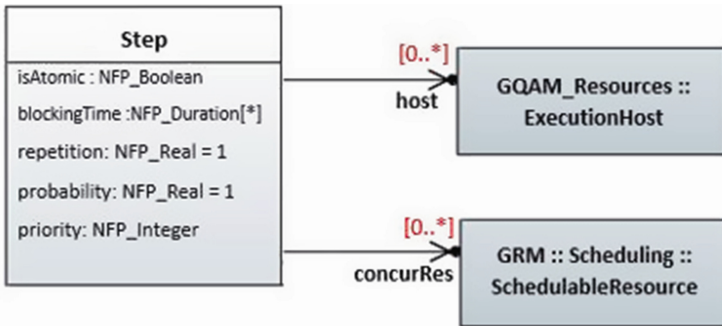 Step
isAtomic : NFP_Boolean
blockingTime :NFP_Duration[*]
repetition: NFP_Real = 1
probability: NFP_Real = 1
priority: NFP_Integer
[0..*]
host
GQAM_Resources ::
ExecutionHost
[0..*]
concurRes
GRM :: Scheduling ::
SchedulableResource